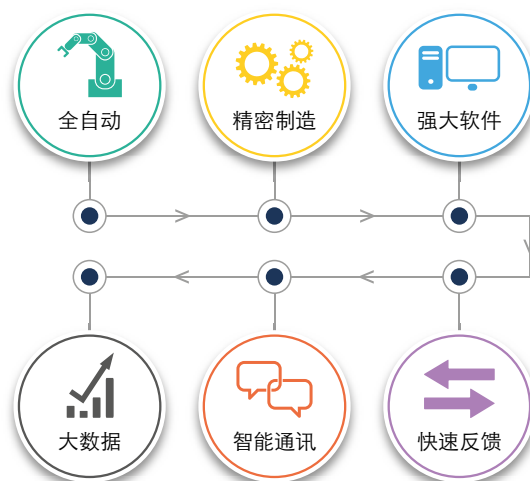 全自动
精密制造
强大软件
大数据
智能通讯
快速反馈